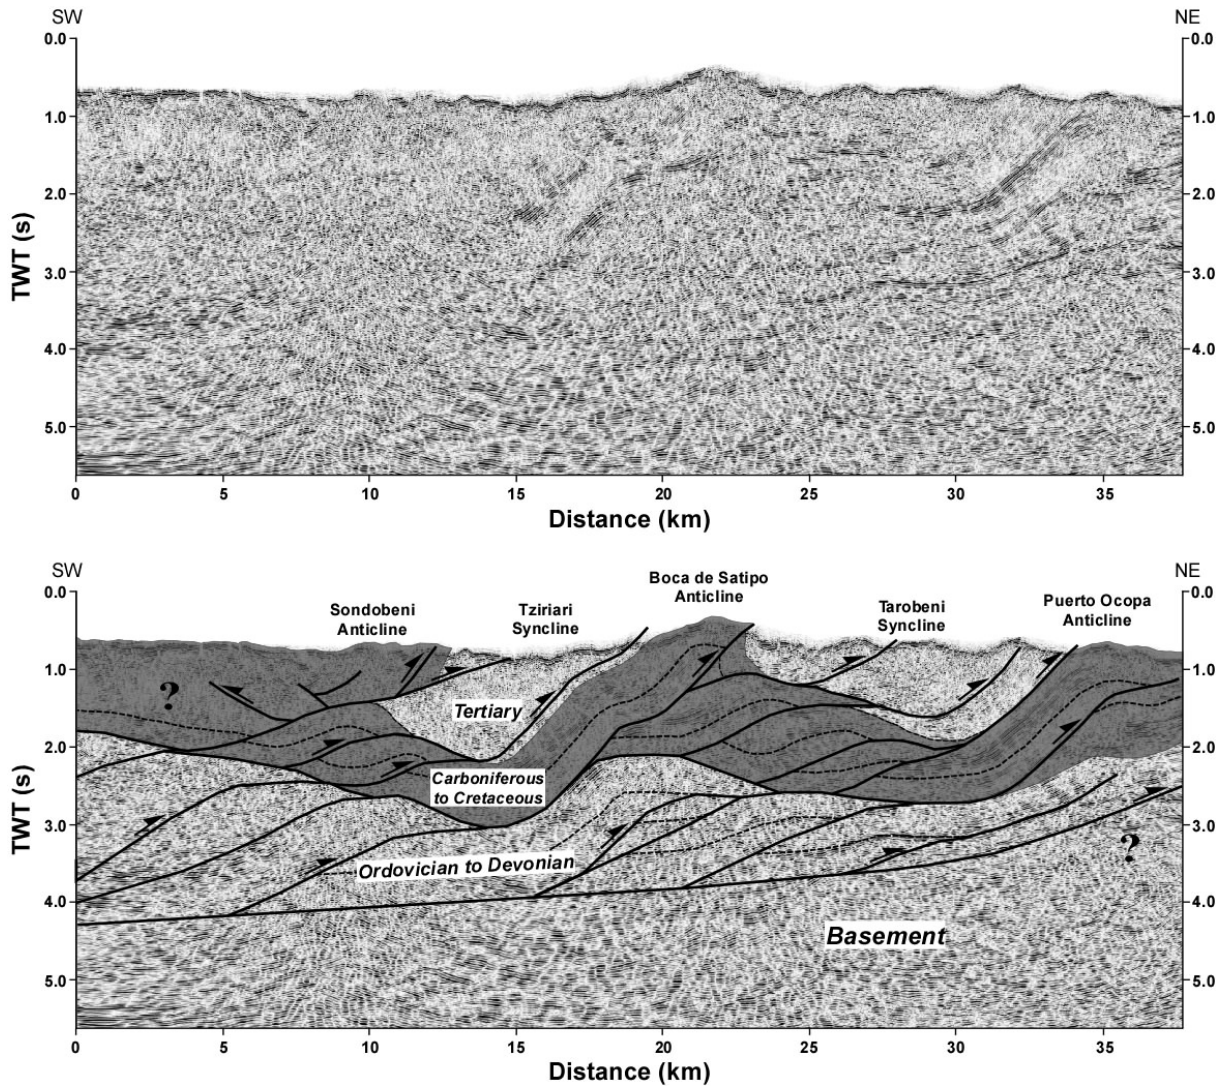 SW
NE
0.0
0.0
1.0
1.0
2.0
2.0
3.0
3.0
4.0
4.0
5.0
5.0
TWT (s)
0 5 10 15 20 25 30 35
Distance (km)
SW
NE
Boca de Satipo
Anticline
Sondobeni
Anticline
Tziriari
Syncline
Tarobeni
Syncline
Puerto Ocopa
Anticline
0.0
0.0
1.0
1.0
?
Tertiary
2.0
2.0
Carboniferous
to Cretaceous
3.0
3.0
?
Ordovician to Devonian
4.0
4.0
Basement
5.0
5.0
TWT (s)
0 5 10 15 20 25 30 35
Distance (km)